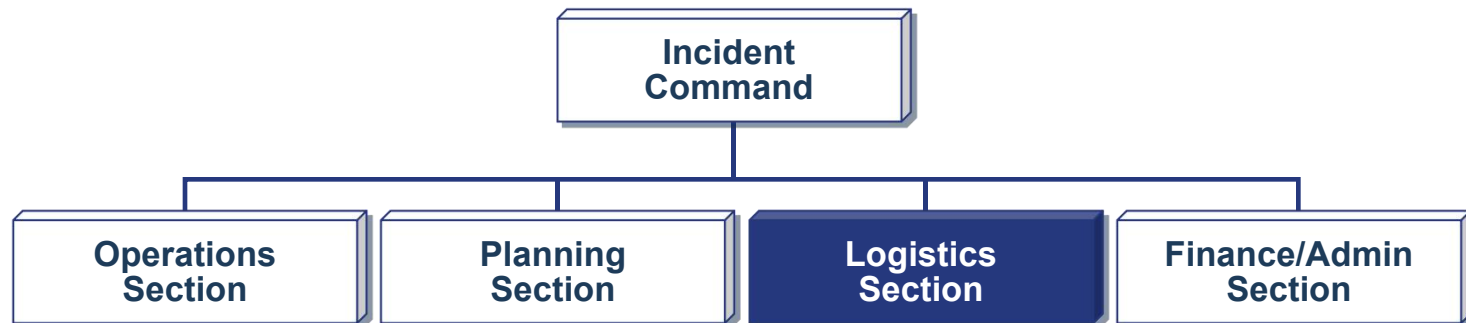 Incident
Command
Operations
Section
Planning
Section
Logistics
Section
Finance/Admin
Section